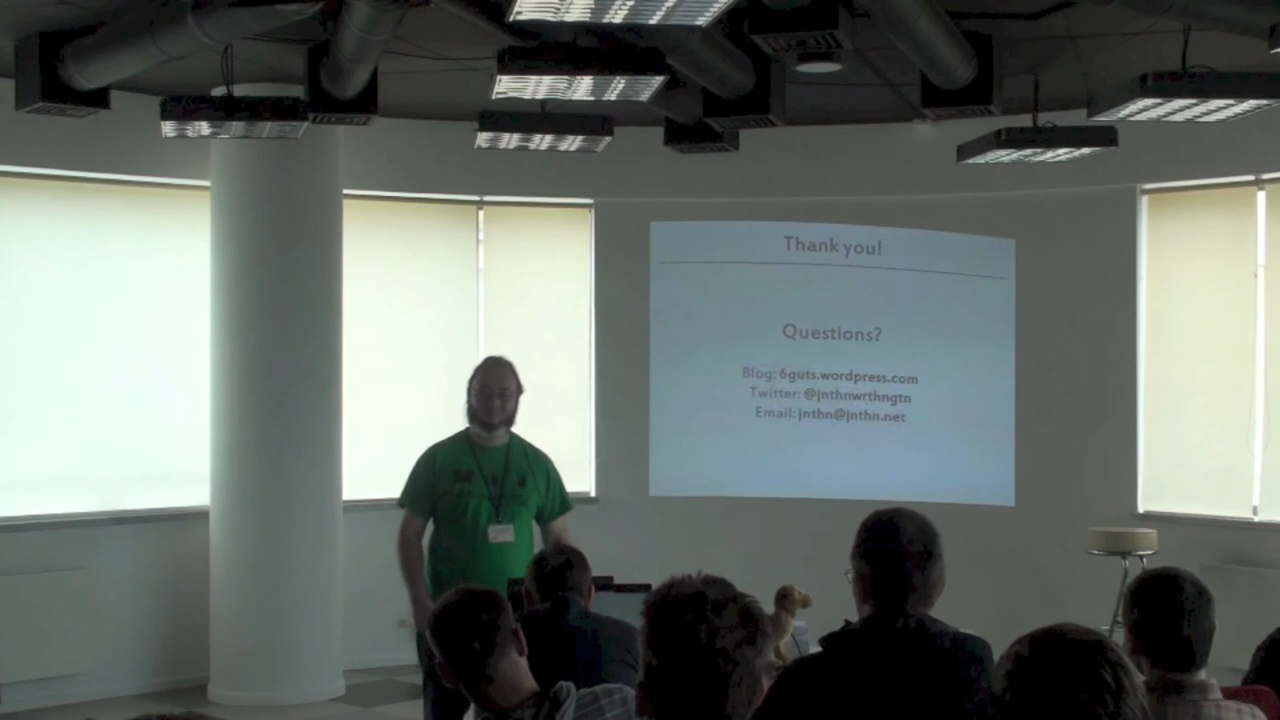 Thank you!
Questions?
Blog: 6guts.wordpress.com
Twitter: @jnthnwrthngtn
Email: jnthn@jnthn.net